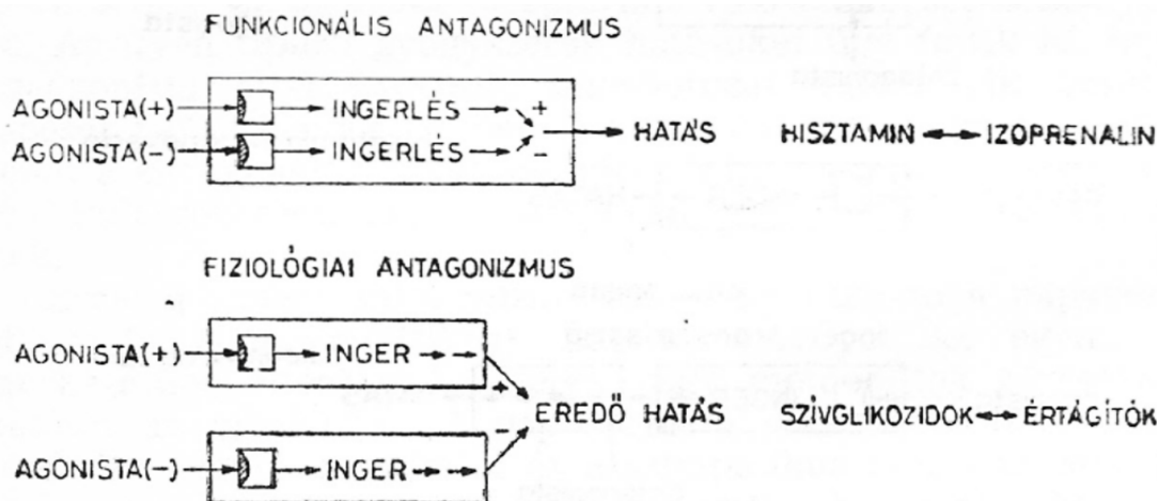 FUNKCIONÁLIS ANTAGONIZMUS
AGONISTA(+) → INGERLÉS → + HISZTAMIN ↔ IZOPRENALIN
AGONISTA(-) → INGERLÉS → - → HATÁS
FIZIOLÓGIAI ANTAGONIZMUS
AGONISTA(+) → INGER → +
EREDŐ HATÁS SZÍVGLIKOZIDOK ↔ ÉRTÁGÍTÓK
AGONISTA(-) → INGER → -